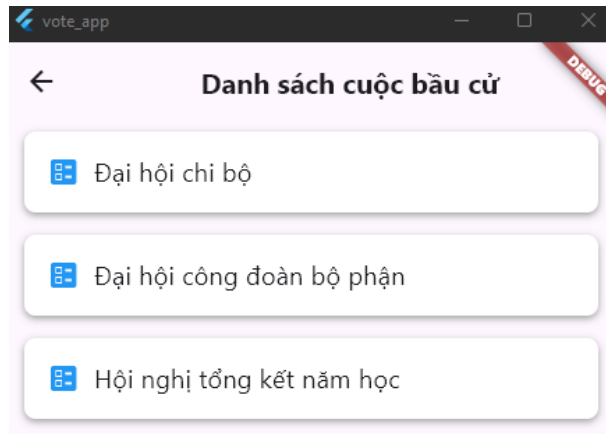 vote_app
DEBUG
Danh sách cuộc bầu cử
Đại hội chi bộ
Đại hội công đoàn bộ phận
Hội nghị tổng kết năm học